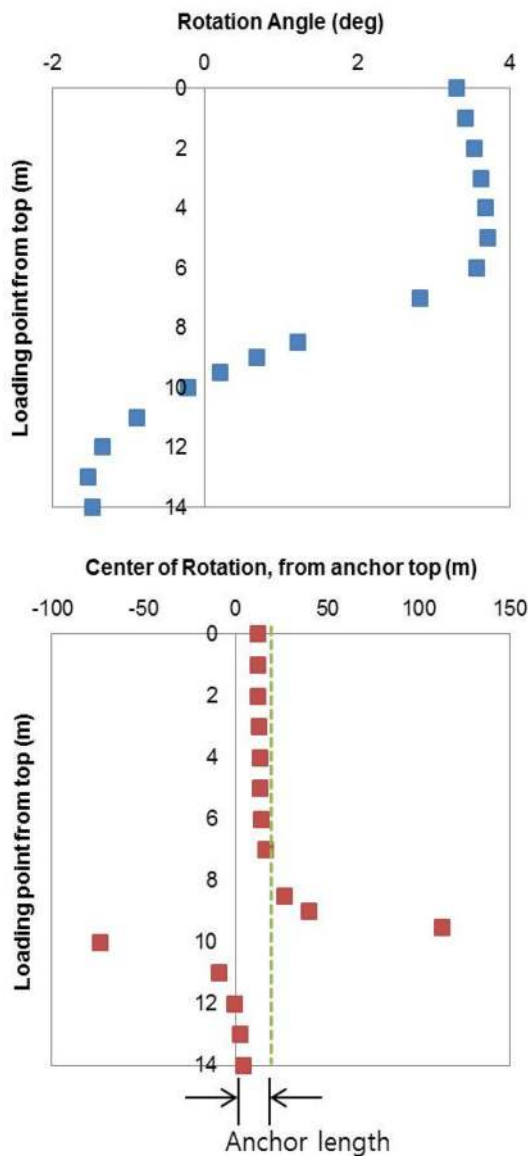 Rotation Angle (deg)
-2 0 2 4
0
2
4
6
8
10
12
14
Loading point from top (m)
Center of Rotation, from anchor top (m)
-100 -50 0 50 100 150
0
2
4
6
8
10
12
14
Loading point from top (m)
Anchor length